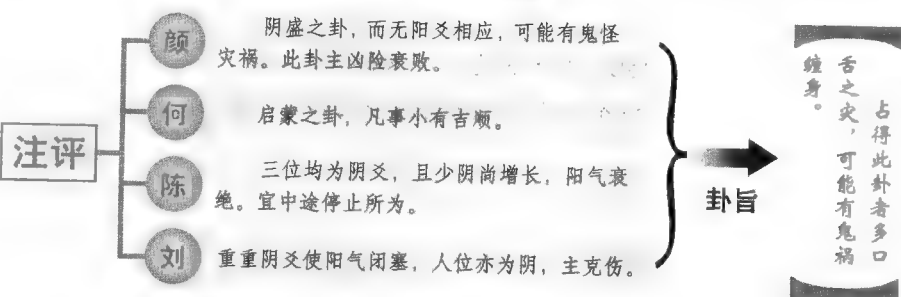 注评
颜
阴盛之卦，而无阳爻相应，可能有鬼怪
灾祸。此卦主凶险衰败。
何
启蒙之卦，凡事小有吉顺。
陈
三位均为阴爻，且少阴尚增长，阳气衰
绝。宜中途停止所为。
刘
重重阴爻使阳气闭塞，人位亦为阴，主克伤。
卦旨
占得此卦者多口
舌之灾，可能有鬼祸
缠身。